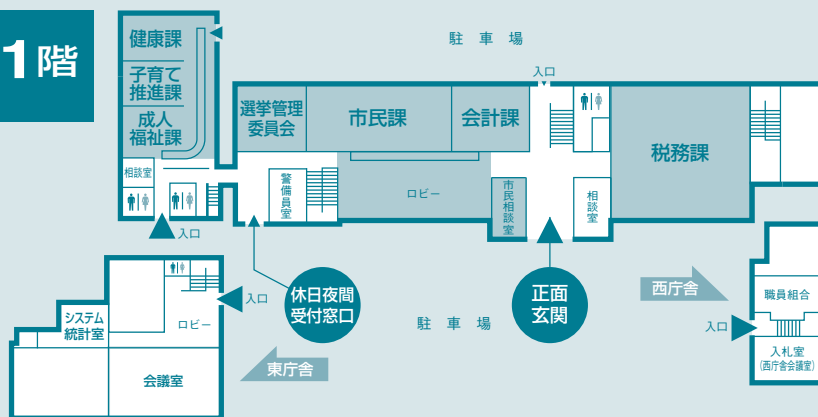 1階
健康課
子育て
推進課
成人
福祉課
相談室
入口
駐車場
入口
選挙管理
委員会
市民課
会計課
税務課
警備員室
ロビー
市民相談室
相談室
休日夜間
受付窓口
正面
玄関
駐車場
入口
ロビー
システム
統計室
会議室
東庁舎
西庁舎
入口
職員組合
入札室
(西庁舎会議室)